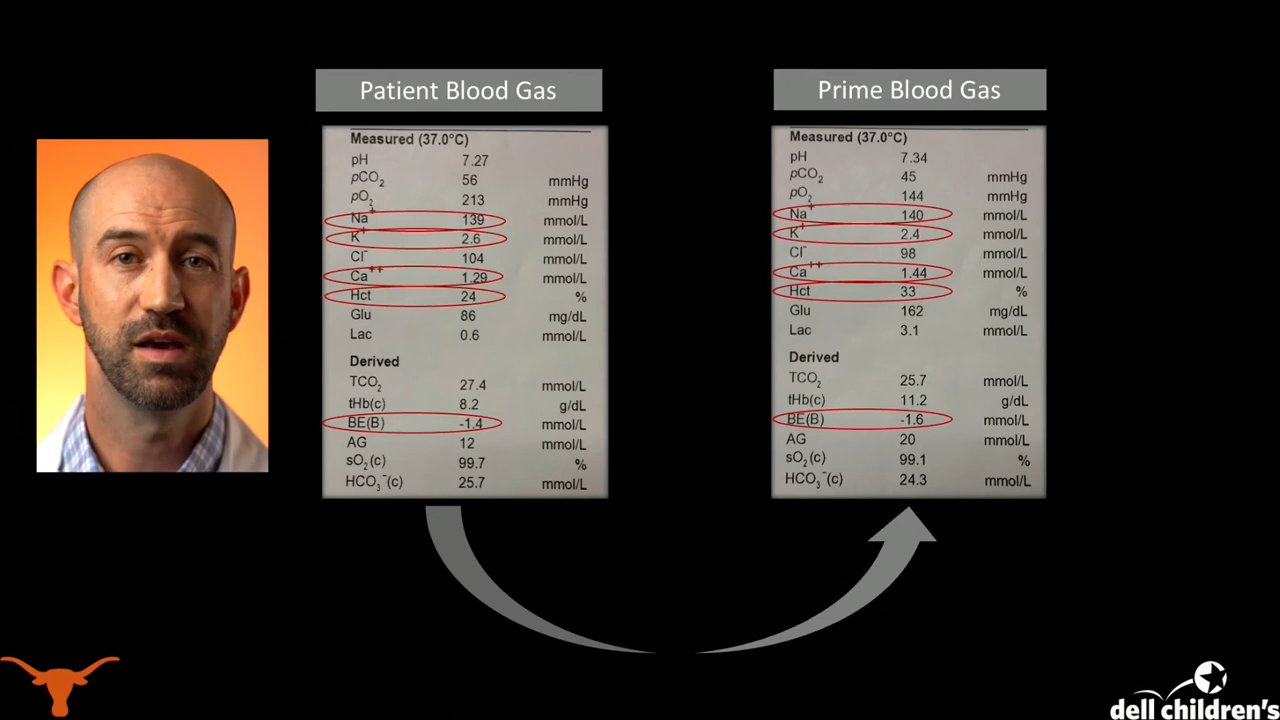 Patient Blood Gas
Measured (37.0°C)
pH 7.27
pCO₂ 56 mmHg
pO₂ 213 mmHg
Na⁺ 139 mmol/L
K⁺ 2.6 mmol/L
Cl⁻ 104 mmol/L
Ca⁺⁺ 1.29 mmol/L
Hct 24 %
Glu 86 mg/dL
Lac 0.6 mmol/L
Derived
TCO₂ 27.4 mmol/L
tHb(c) 8.2 g/dL
BE(B) -1.4 mmol/L
AG 12 mmol/L
sO₂(c) 99.7 %
HCO₃⁻(c) 25.7 mmol/L
Prime Blood Gas
Measured (37.0°C)
pH 7.34
pCO₂ 45 mmHg
pO₂ 144 mmHg
Na⁺ 140 mmol/L
K⁺ 2.4 mmol/L
Cl⁻ 98 mmol/L
Ca⁺⁺ 1.44 mmol/L
Hct 33 %
Glu 162 mg/dL
Lac 3.1 mmol/L
Derived
TCO₂ 25.7 mmol/L
tHb(c) 11.2 g/dL
BE(B) -1.6 mmol/L
AG 20 mmol/L
sO₂(c) 99.1 %
HCO₃⁻(c) 24.3 mmol/L
dell children's